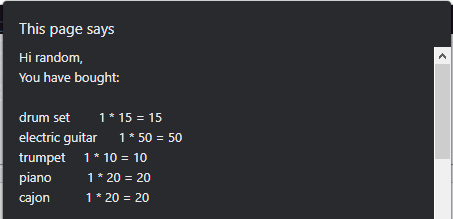 This page says
Hi random,
You have bought:
drum set 1 * 15 = 15
electric guitar 1 * 50 = 50
trumpet 1 * 10 = 10
piano 1 * 20 = 20
cajon 1 * 20 = 20